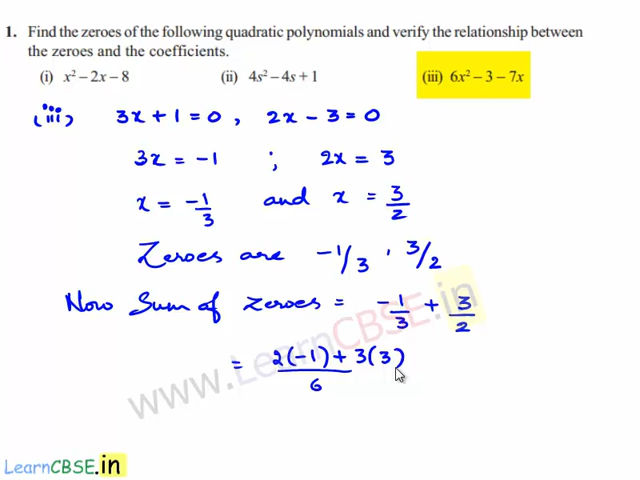 1. Find the zeroes of the following quadratic polynomials and verify the relationship between
the zeroes and the coefficients.
(i) x² – 2x – 8 (ii) 4s² – 4s + 1 (iii) 6x² – 3 – 7x
(iii) 3x + 1 = 0 , 2x – 3 = 0
3x = –1 ; 2x = 3
x = –1/3 and x = 3/2
Zeroes are –1/3 , 3/2
Now Sum of zeroes = –1/3 + 3/2
= 2(–1) + 3(3)/6
www.LearnCBSE.in
LearnCBSE.in